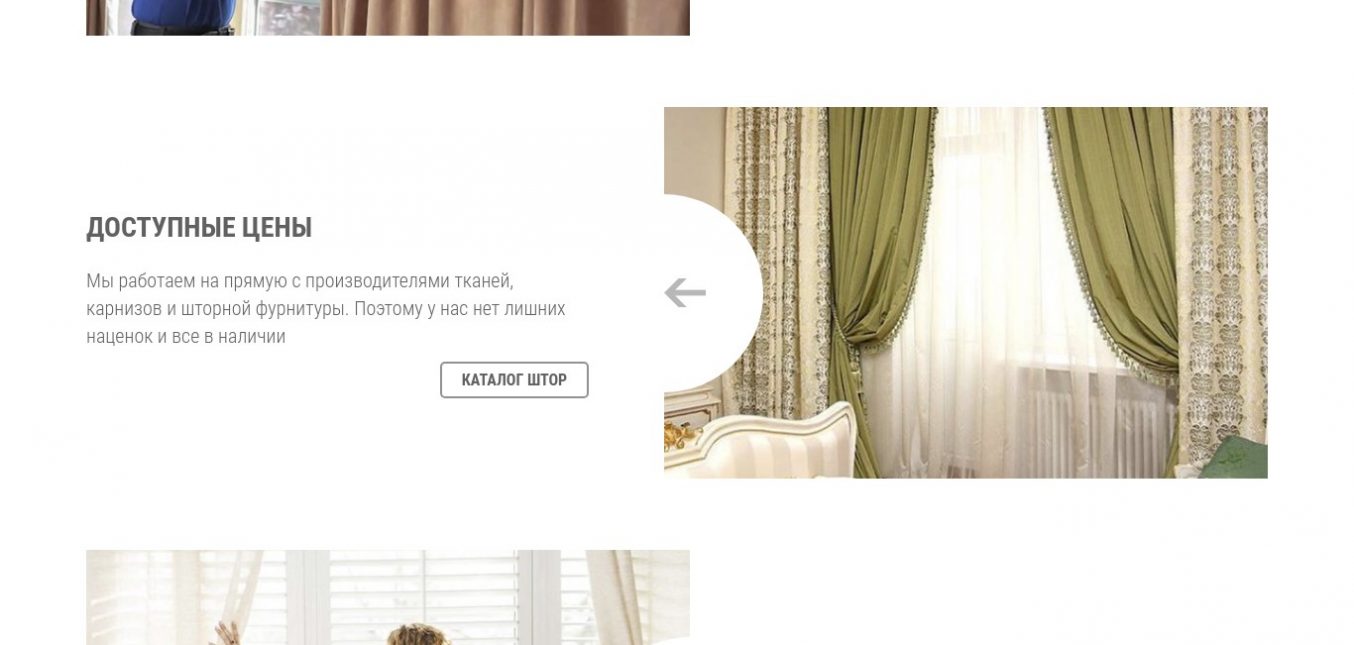 ДОСТУПНЫЕ ЦЕНЫ
Мы работаем на прямую с производителями тканей,
карнизов и шторной фурнитуры. Поэтому у нас нет лишних
наценок и все в наличии
КАТАЛОГ ШТОР